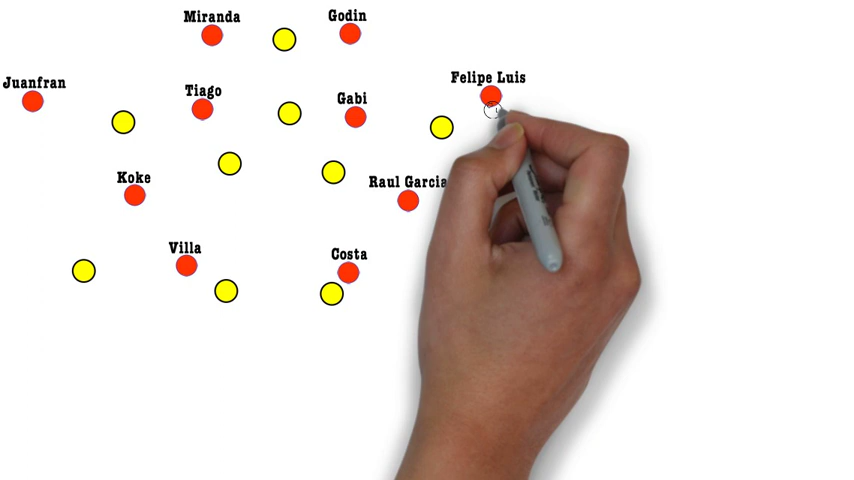 Miranda
Godin
Juanfran
Tiago
Gabi
Felipe Luis
Koke
Raul Garcia
Villa
Costa